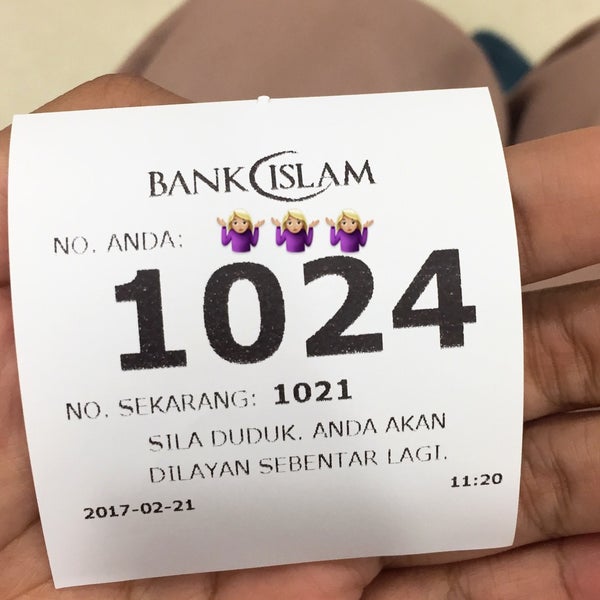 BANK ISLAM
NO. ANDA: 🤷🏼‍♀️🤷🏼‍♀️🤷🏼‍♀️
1024
NO. SEKARANG: 1021
SILA DUDUK. ANDA AKAN
DILAYAN SEBENTAR LAGI.
11:20
2017-02-21